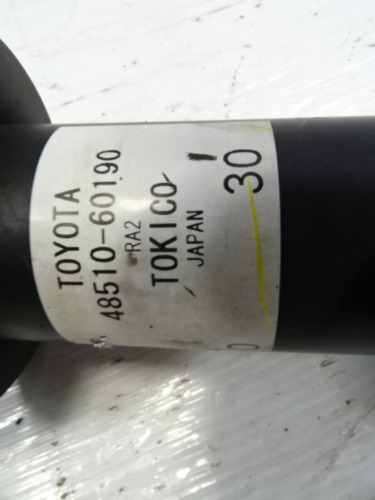 TOYOTA
48510-60190
RA2
TOKICO
JAPAN
30